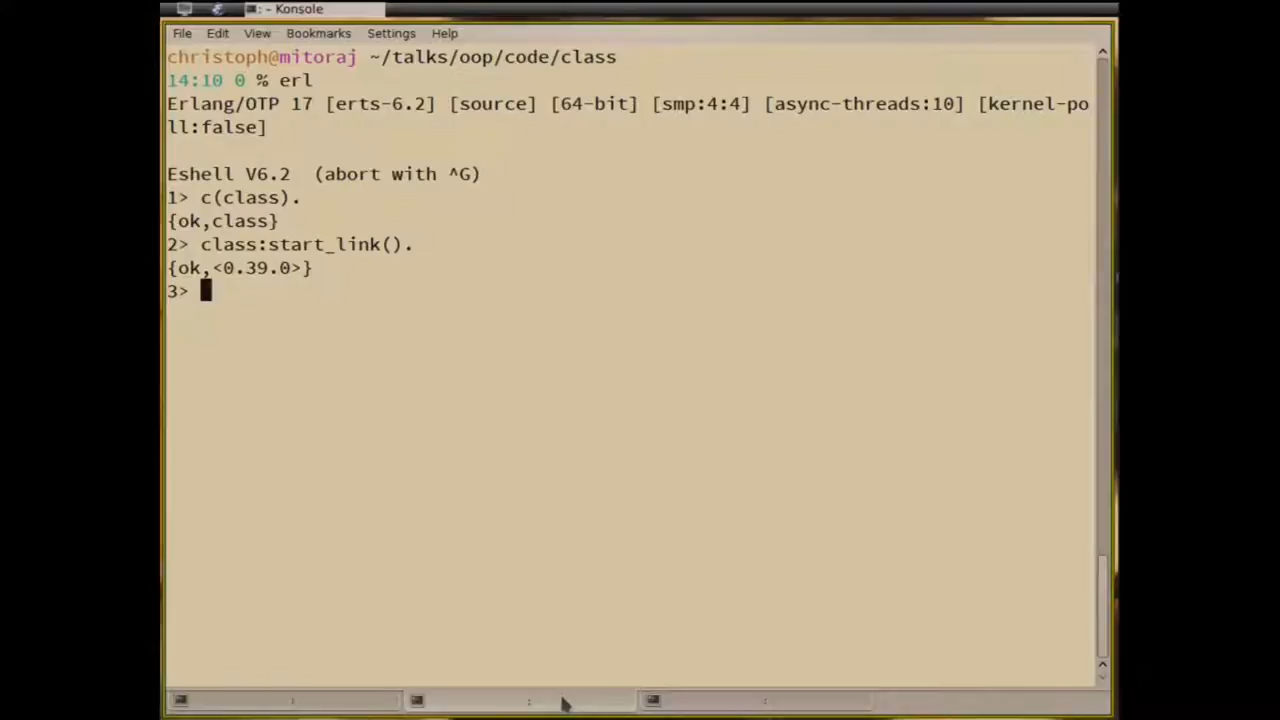 : - Konsole
File Edit View Bookmarks Settings Help
christoph@mitoraj ~/talks/oop/code/class
14:10 0 % erl
Erlang/OTP 17 [erts-6.2] [source] [64-bit] [smp:4:4] [async-threads:10] [kernel-po
ll:false]
Eshell V6.2  (abort with ^G)
1> c(class).
{ok,class}
2> class:start_link().
{ok,<0.39.0>}
3>
: : :